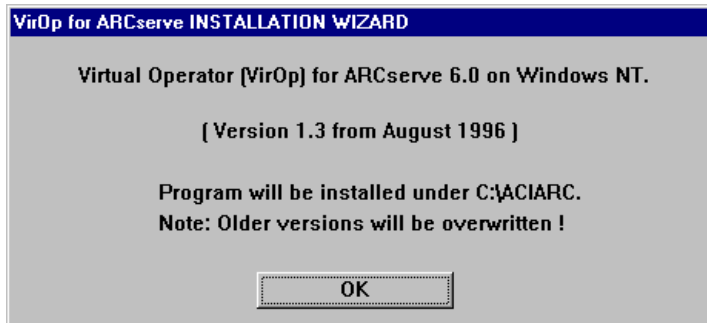 VirOp for ARCserve INSTALLATION WIZARD
Virtual Operator (VirOp) for ARCserve 6.0 on Windows NT.
( Version 1.3 from August 1996 )
Program will be installed under C:\ACIARC.
Note: Older versions will be overwritten !
OK